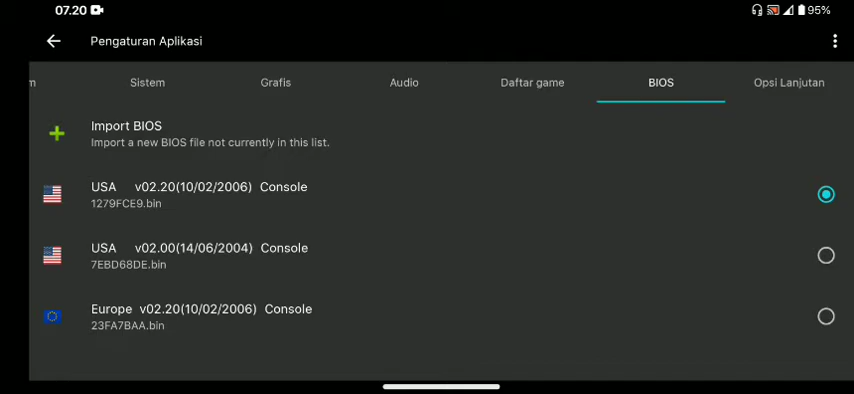 07.20
95%
Pengaturan Aplikasi
m Sistem Grafis Audio Daftar game BIOS Opsi Lanjutan
Import BIOS
Import a new BIOS file not currently in this list.
USA v02.20(10/02/2006) Console
1279FCE9.bin
USA v02.00(14/06/2004) Console
7EBD68DE.bin
Europe v02.20(10/02/2006) Console
23FA7BAA.bin